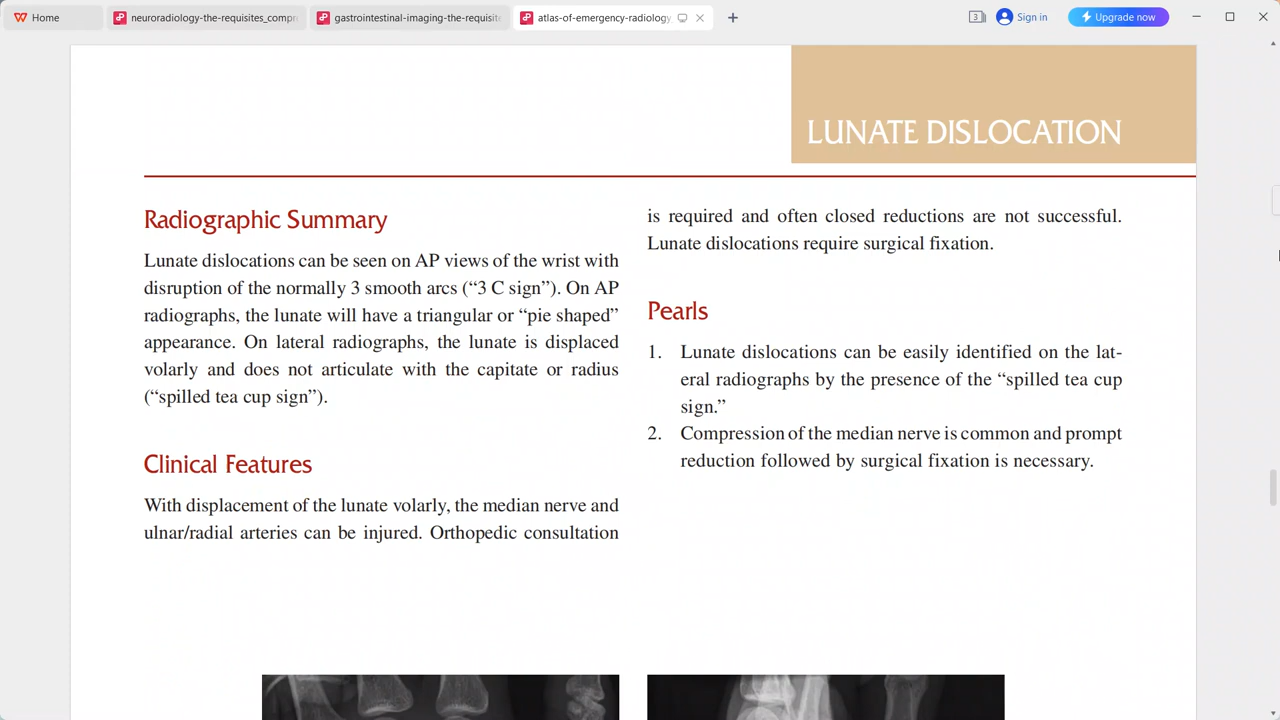 Home
neuroradiology-the-requisites_compr
gastrointestinal-imaging-the-requisite
atlas-of-emergency-radiology
3
Sign in
Upgrade now
LUNATE DISLOCATION
Radiographic Summary
Lunate dislocations can be seen on AP views of the wrist with
disruption of the normally 3 smooth arcs (“3 C sign”). On AP
radiographs, the lunate will have a triangular or “pie shaped”
appearance. On lateral radiographs, the lunate is displaced
volarly and does not articulate with the capitate or radius
(“spilled tea cup sign”).
Clinical Features
With displacement of the lunate volarly, the median nerve and
ulnar/radial arteries can be injured. Orthopedic consultation
is required and often closed reductions are not successful.
Lunate dislocations require surgical fixation.
Pearls
1. Lunate dislocations can be easily identified on the lat-
eral radiographs by the presence of the “spilled tea cup
sign.”
2. Compression of the median nerve is common and prompt
reduction followed by surgical fixation is necessary.